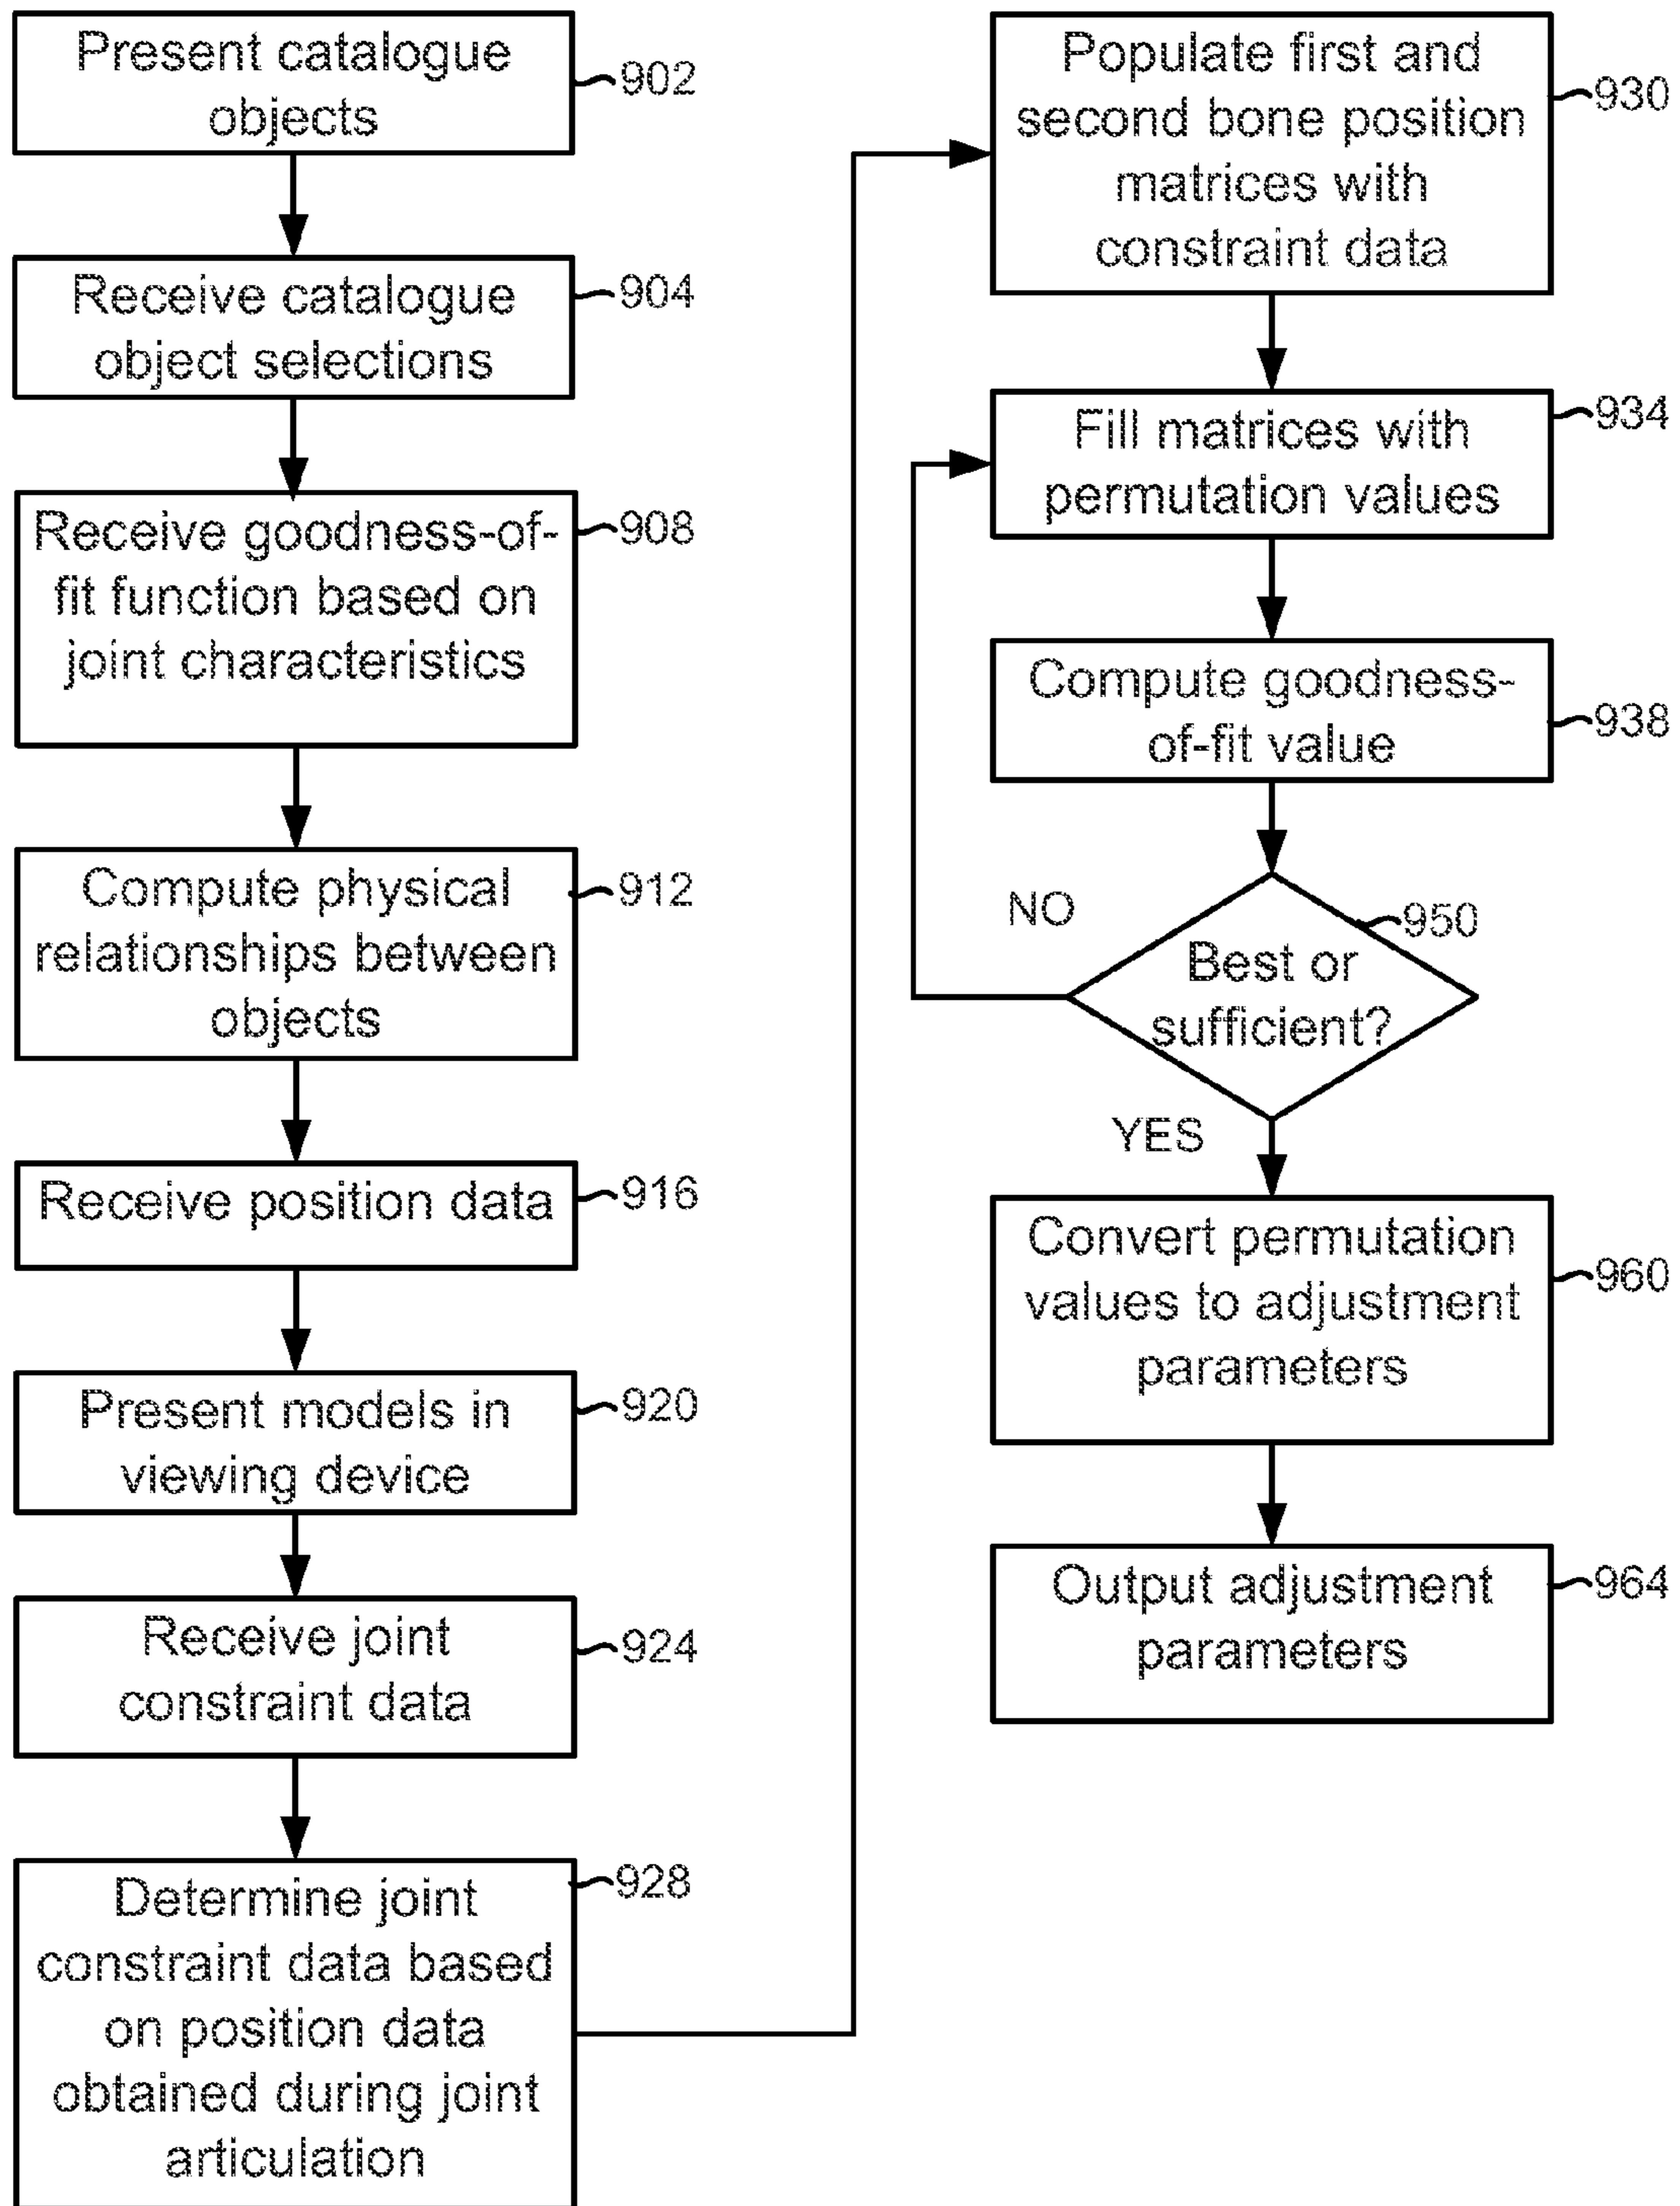 Present catalogue
objects
902
Receive catalogue
object selections
904
Receive goodness-of-
fit function based on
joint characteristics
908
Compute physical
relationships between
objects
912
Receive position data
916
Present models in
viewing device
920
Receive joint
constraint data
924
Determine joint
constraint data based
on position data
obtained during joint
articulation
928
Populate first and
second bone position
matrices with
constraint data
930
Fill matrices with
permutation values
934
Compute goodness-
of-fit value
938
NO
950
Best or
sufficient?
YES
Convert permutation
values to adjustment
parameters
960
Output adjustment
parameters
964